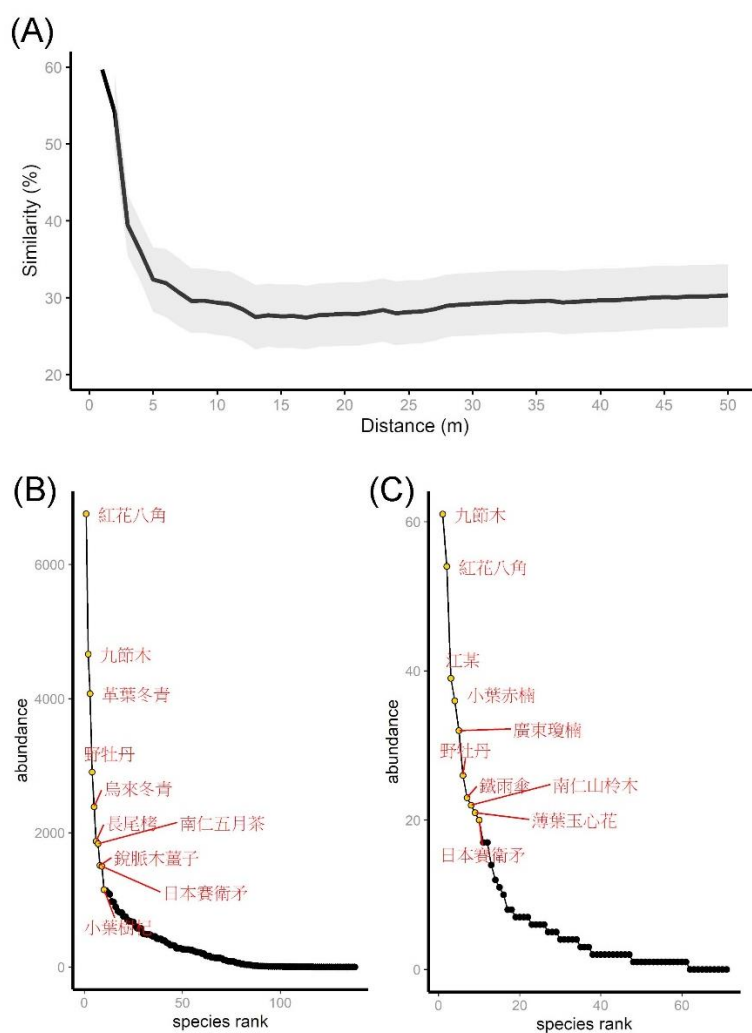 (A)
60
50
40
30
20
Similarity (%)
0 5 10 15 20 25 30 35 40 45 50
Distance (m)
(B)
6000
4000
2000
0
abundance
紅花八角
九節木
革葉冬青
野牡丹
烏來冬青
長尾栲
南仁五月茶
銳脈木薑子
日本賽衛矛
小葉樹杞
0 50 100
species rank
(C)
60
40
20
0
abundance
九節木
紅花八角
江某
小葉赤楠
廣東瓊楠
野牡丹
鐵雨傘
南仁山柃木
薄葉玉心花
日本賽衛矛
0 20 40 60
species rank